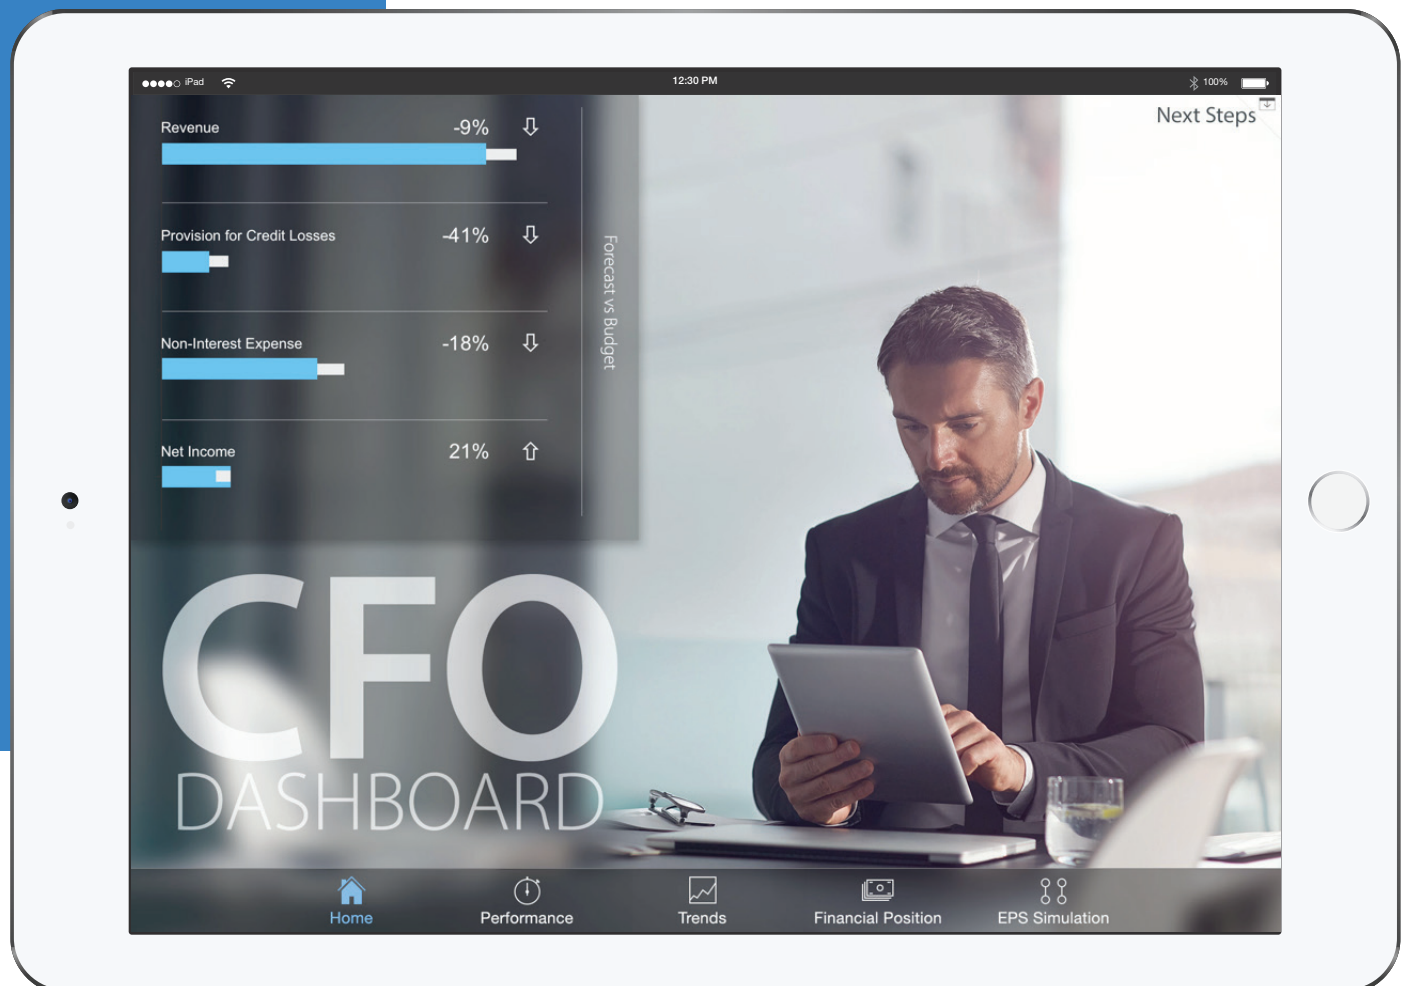 iPad
12:30 PM
100%
Next Steps
Revenue
-9%
Provision for Credit Losses
-41%
Non-Interest Expense
-18%
Net Income
21%
Forecast vs Budget
CFO
DASHBOARD
Home
Performance
Trends
Financial Position
EPS Simulation